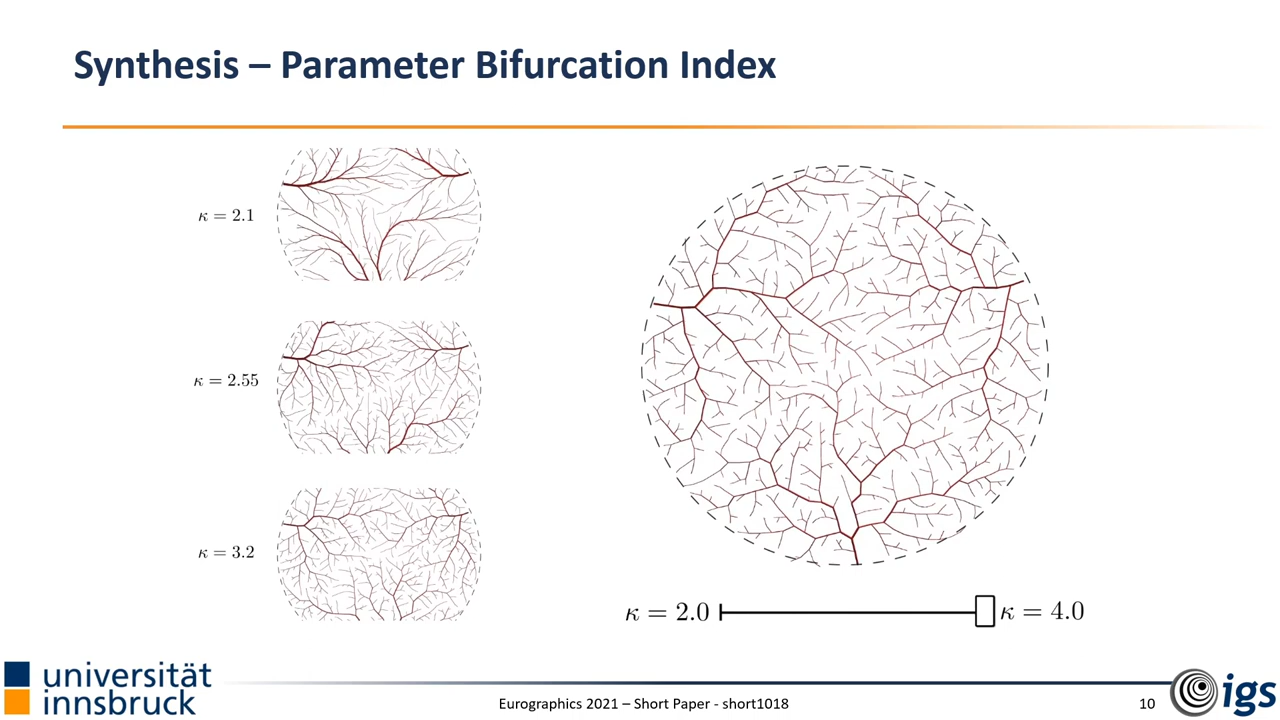 Synthesis – Parameter Bifurcation Index
κ = 2.1
κ = 2.55
κ = 3.2
κ = 2.0
κ = 4.0
universität
innsbruck
Eurographics 2021 – Short Paper - short1018
10
igs